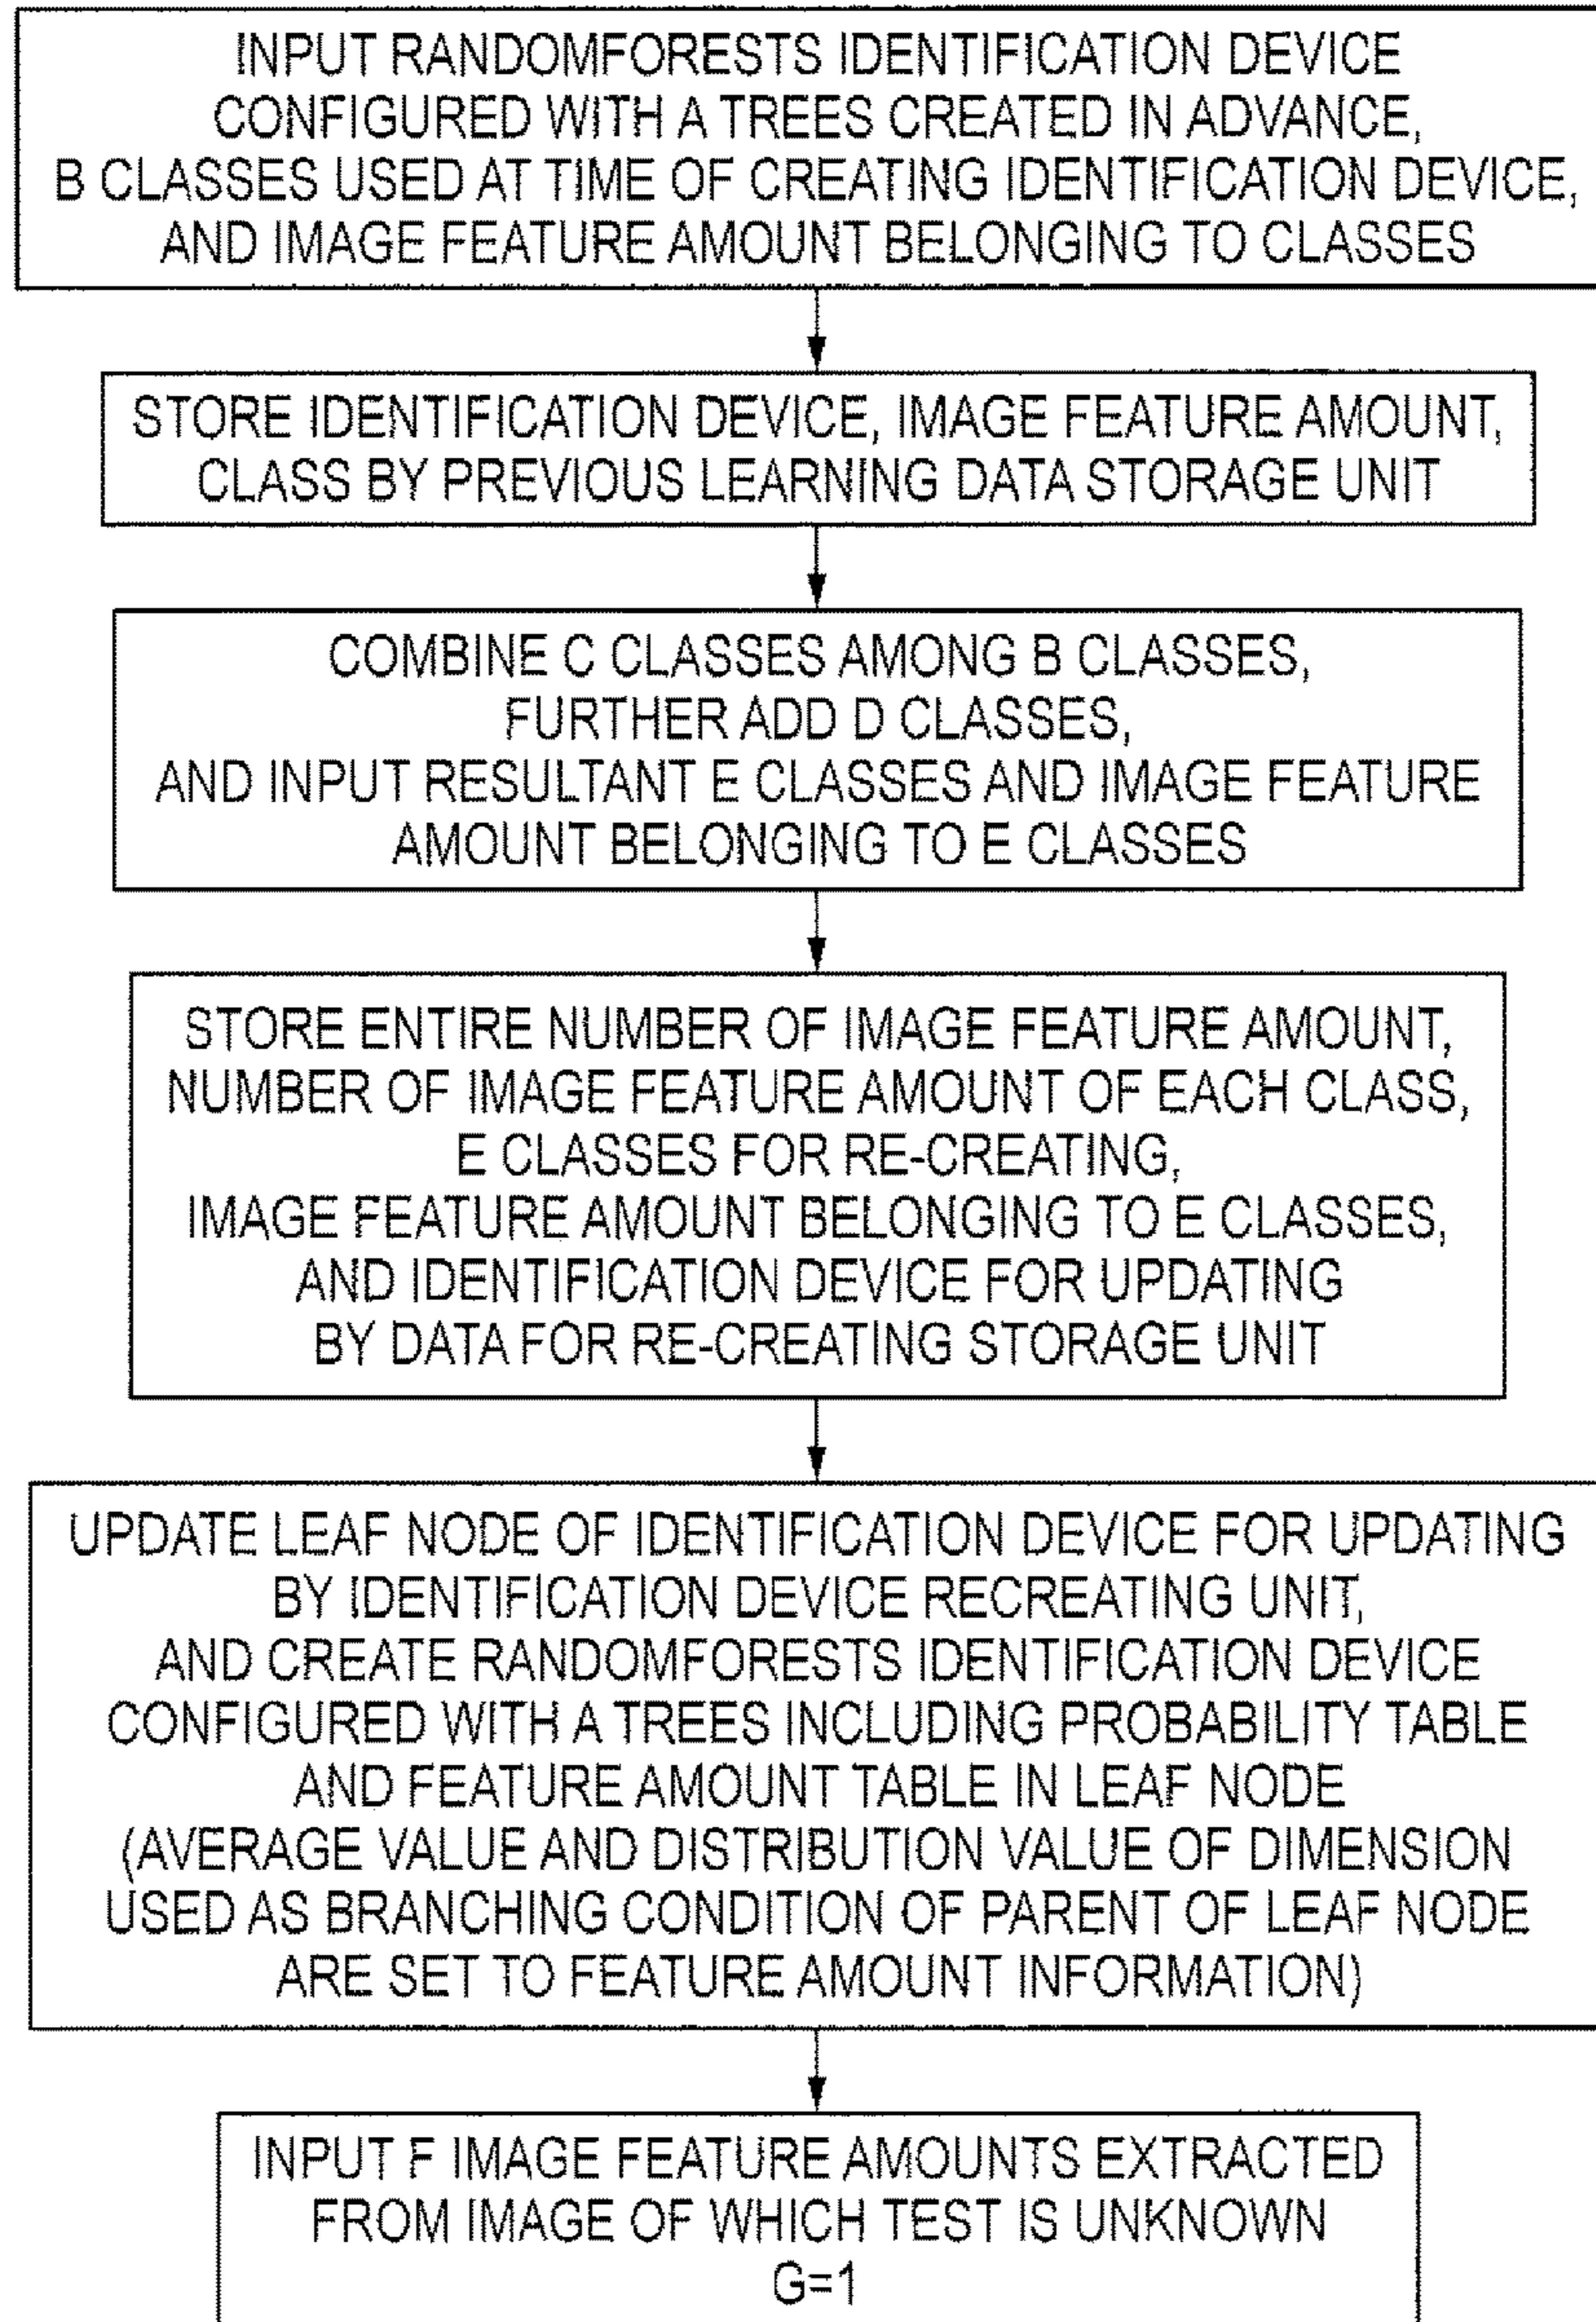 INPUT RANDOMFORESTS IDENTIFICATION DEVICE
CONFIGURED WITH A TREES CREATED IN ADVANCE,
B CLASSES USED AT TIME OF CREATING IDENTIFICATION DEVICE,
AND IMAGE FEATURE AMOUNT BELONGING TO CLASSES
STORE IDENTIFICATION DEVICE, IMAGE FEATURE AMOUNT,
CLASS BY PREVIOUS LEARNING DATA STORAGE UNIT
COMBINE C CLASSES AMONG B CLASSES,
FURTHER ADD D CLASSES,
AND INPUT RESULTANT E CLASSES AND IMAGE FEATURE
AMOUNT BELONGING TO E CLASSES
STORE ENTIRE NUMBER OF IMAGE FEATURE AMOUNT,
NUMBER OF IMAGE FEATURE AMOUNT OF EACH CLASS,
E CLASSES FOR RE-CREATING,
IMAGE FEATURE AMOUNT BELONGING TO E CLASSES,
AND IDENTIFICATION DEVICE FOR UPDATING
BY DATA FOR RE-CREATING STORAGE UNIT
UPDATE LEAF NODE OF IDENTIFICATION DEVICE FOR UPDATING
BY IDENTIFICATION DEVICE RECREATING UNIT,
AND CREATE RANDOMFORESTS IDENTIFICATION DEVICE
CONFIGURED WITH A TREES INCLUDING PROBABILITY TABLE
AND FEATURE AMOUNT TABLE IN LEAF NODE
(AVERAGE VALUE AND DISTRIBUTION VALUE OF DIMENSION
USED AS BRANCHING CONDITION OF PARENT OF LEAF NODE
ARE SET TO FEATURE AMOUNT INFORMATION)
INPUT F IMAGE FEATURE AMOUNTS EXTRACTED
FROM IMAGE OF WHICH TEST IS UNKNOWN
G=1